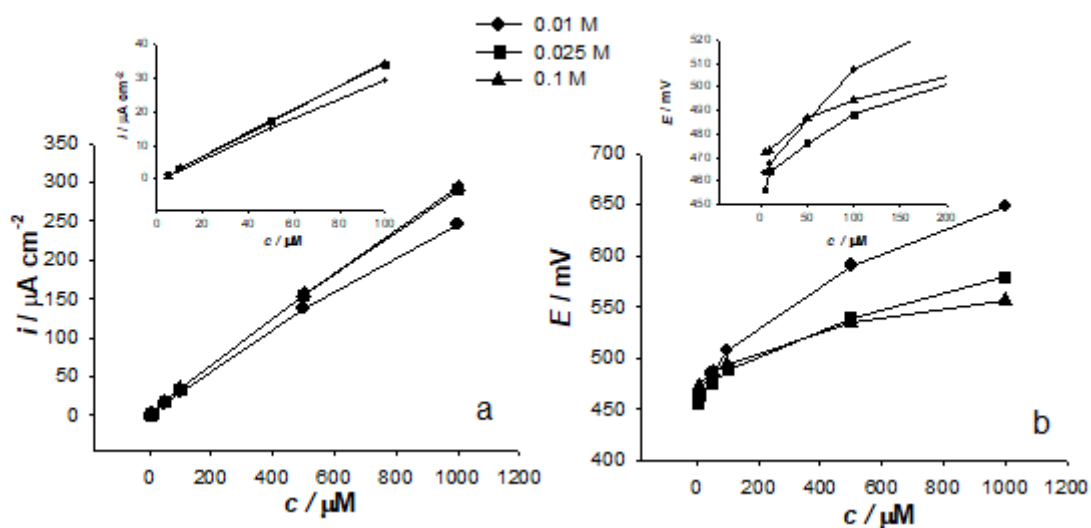 0.01 M
0.025 M
0.1 M
40
30
20
10
0
i / µA cm⁻²
0 20 40 60 80 100
c / µM
350
300
250
200
150
100
50
0
i / µA cm⁻²
0 200 400 600 800 1000 1200
c / µM
a
520
510
500
490
480
470
460
450
E / mV
0 50 100 150 200
c / µM
700
650
600
550
500
450
400
E / mV
0 200 400 600 800 1000 1200
c / µM
b